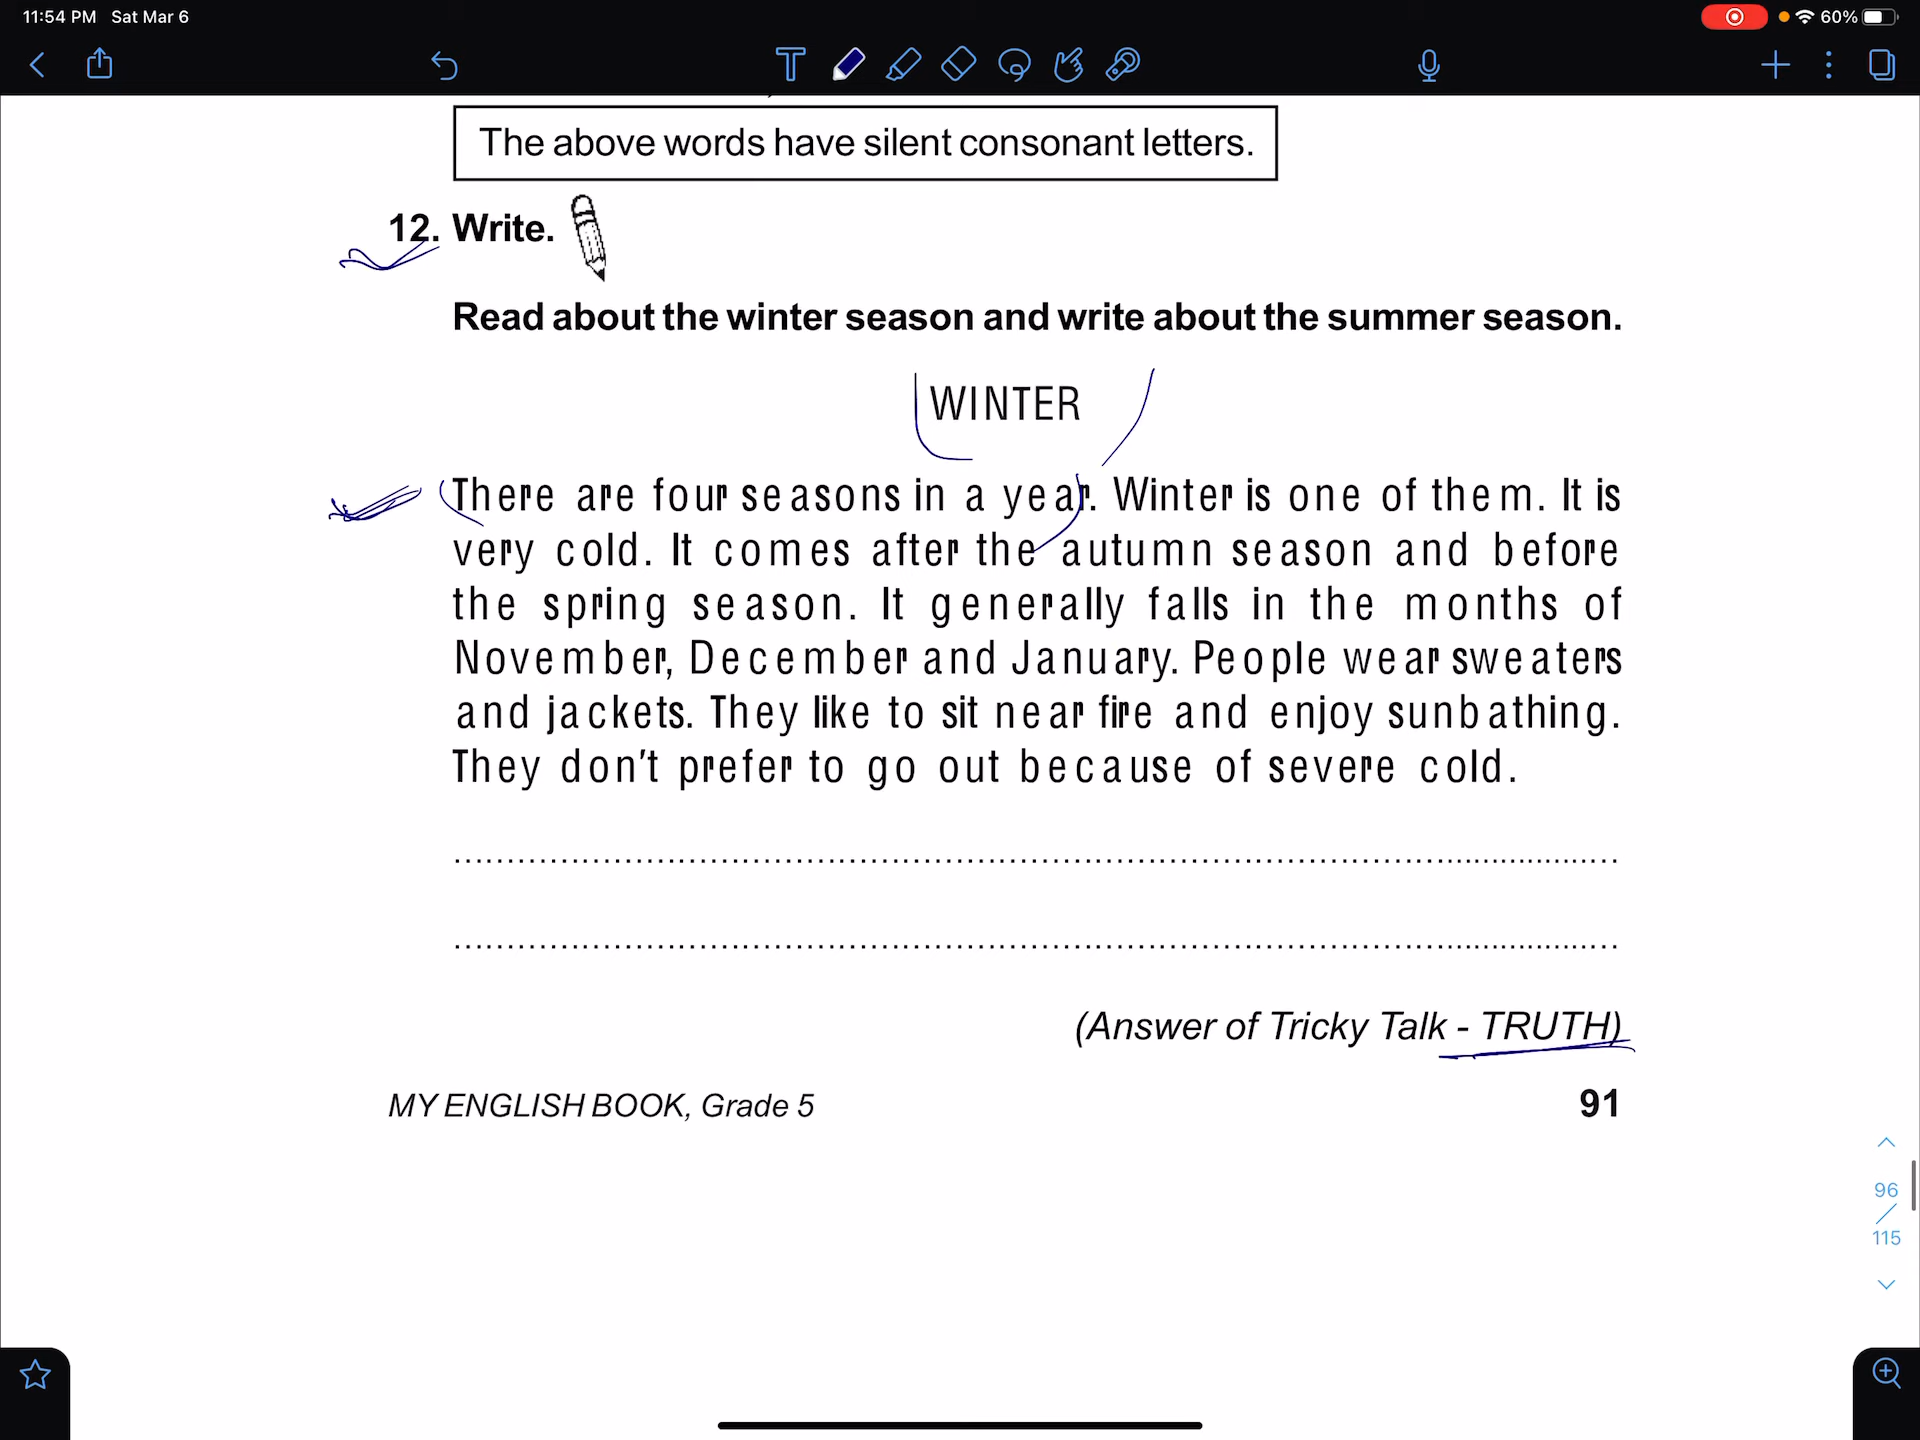 11:54 PM Sat Mar 6
60%
The above words have silent consonant letters.
12. Write.
Read about the winter season and write about the summer season.
WINTER
There are four seasons in a year. Winter is one of them. It is
very cold. It comes after the autumn season and before
the spring season. It generally falls in the months of
November, December and January. People wear sweaters
and jackets. They like to sit near fire and enjoy sunbathing.
They don't prefer to go out because of severe cold.
(Answer of Tricky Talk - TRUTH)
MY ENGLISH BOOK, Grade 5 91
96
115